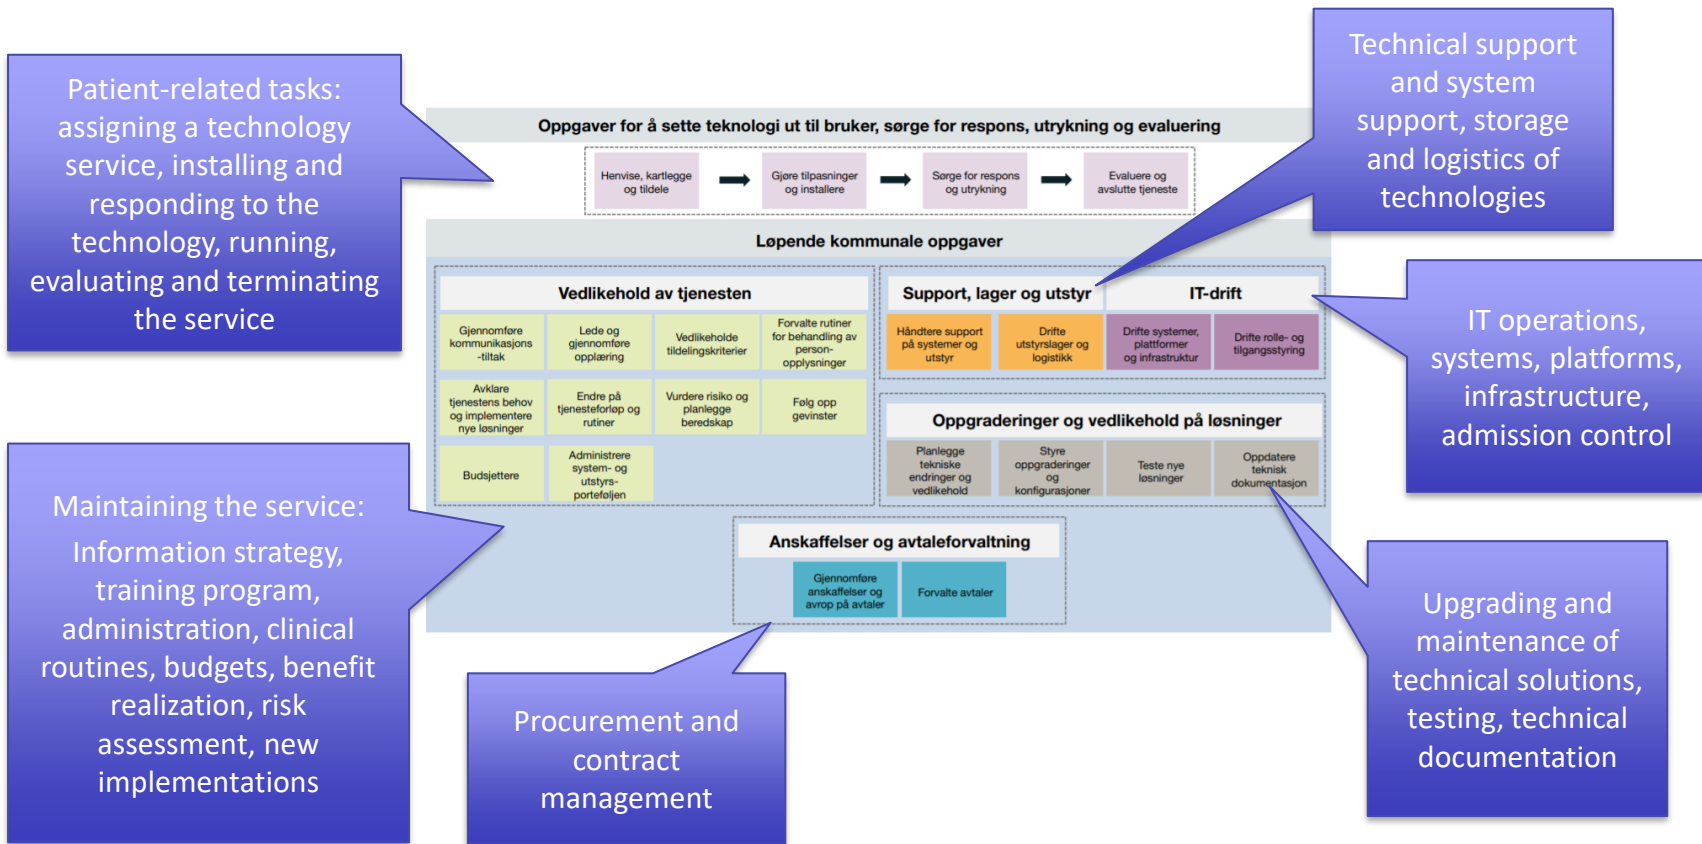 Patient-related tasks:
assigning a technology
service, installing and
responding to the
technology, running,
evaluating and terminating
the service
Technical support
and system
support, storage
and logistics of
technologies
Oppgaver for å sette teknologi ut til bruker, sørge for respons, utrykning og evaluering
Henvise, kartlegge
og tildele
Gjøre tilpasninger
og installere
Sørge for respons
og utrykning
Evaluere og
avslutte tjeneste
Løpende kommunale oppgaver
Vedlikehold av tjenesten
Gjennomføre
kommunikasjons
-tiltak
Lede og
gjennomføre
opplæring
Vedlikeholde
tildelingskriterier
Forvalte rutiner
for behandling av
person-
opplysninger
Avklare
tjenestens behov
og implementere
nye løsninger
Endre på
tjenesteforløp og
rutiner
Vurdere risiko og
planlegge
beredskap
Følg opp
gevinster
Budsjettere
Administrere
system- og
utstyrs-
porteføljen
Support, lager og utstyr
IT-drift
Håndtere support
på systemer og
utstyr
Drifte
utstyrslager og
logistikk
Drifte systemer,
plattformer
og infrastruktur
Drifte rolle- og
tilgangsstyring
Oppgraderinger og vedlikehold på løsninger
Planlegge
tekniske
endringer og
vedlikehold
Styre
oppgraderinger
og
konfigurasjoner
Teste nye
løsninger
Oppdatere
teknisk
dokumentasjon
Anskaffelser og avtaleforvaltning
Gjennomføre
anskaffelser og
avrop på avtaler
Forvalte avtaler
IT operations,
systems, platforms,
infrastructure,
admission control
Maintaining the service:
Information strategy,
training program,
administration, clinical
routines, budgets, benefit
realization, risk
assessment, new
implementations
Procurement and
contract
management
Upgrading and
maintenance of
technical solutions,
testing, technical
documentation